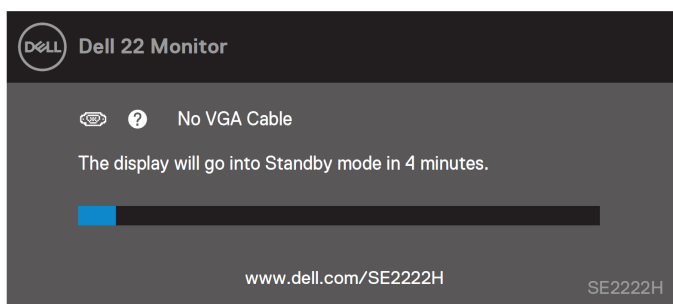 DELL Dell 22 Monitor
No VGA Cable
The display will go into Standby mode in 4 minutes.
www.dell.com/SE2222H
SE2222H